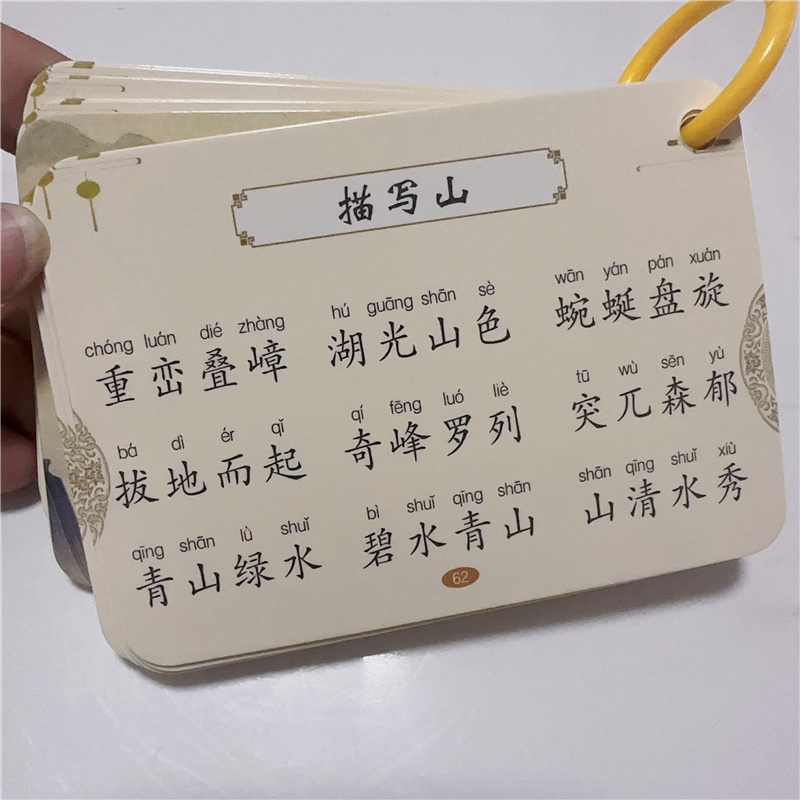 描写山
chóng luán dié zhàng hú guāng shān sè wān yán pán xuán
重峦叠嶂 湖光山色 蜿蜒盘旋
bá dì ér qǐ qí fēng luó liè tū wù sēn yù
拔地而起 奇峰罗列 突兀森郁
qīng shān lǜ shuǐ bì shuǐ qīng shān shān qīng shuǐ xiù
青山绿水 碧水青山 山清水秀
62